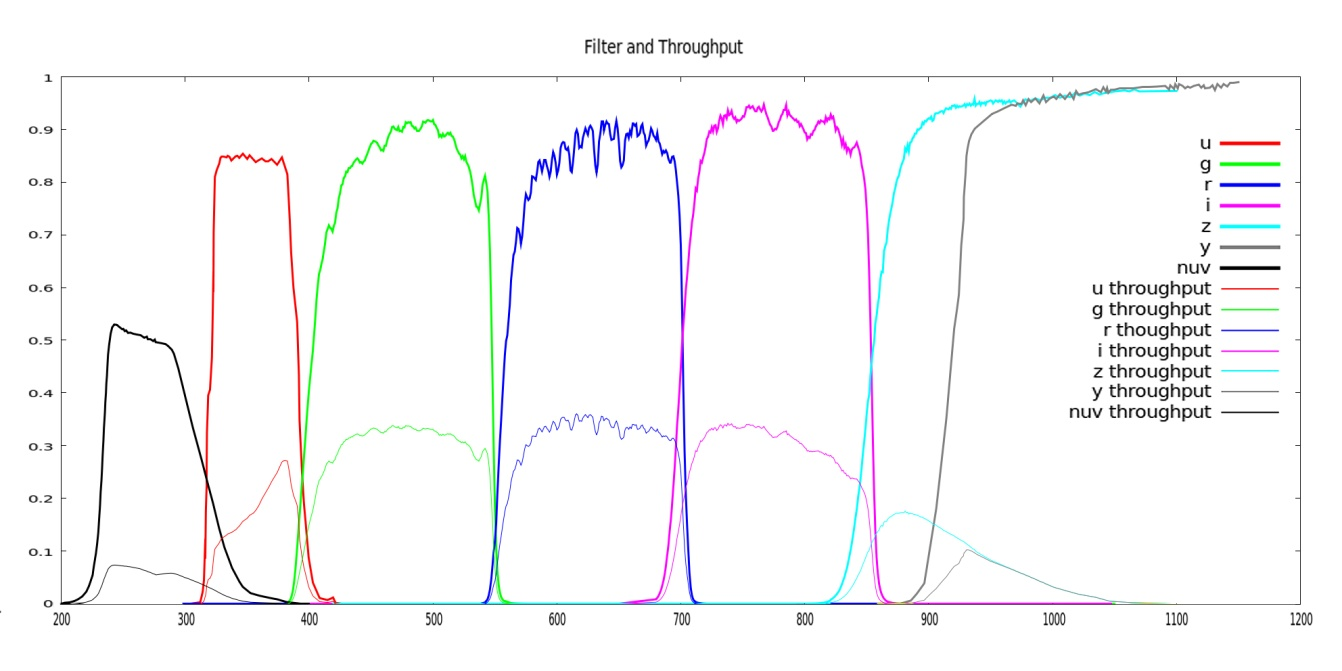 Filter and Throughput
1
0.9
0.8
0.7
0.6
0.5
0.4
0.3
0.2
0.1
0
200 300 400 500 600 700 800 900 1000 1100 1200
u
g
r
i
z
y
nuv
u throughput
g throughput
r thoughput
i throughput
z throughput
y throughput
nuv throughput